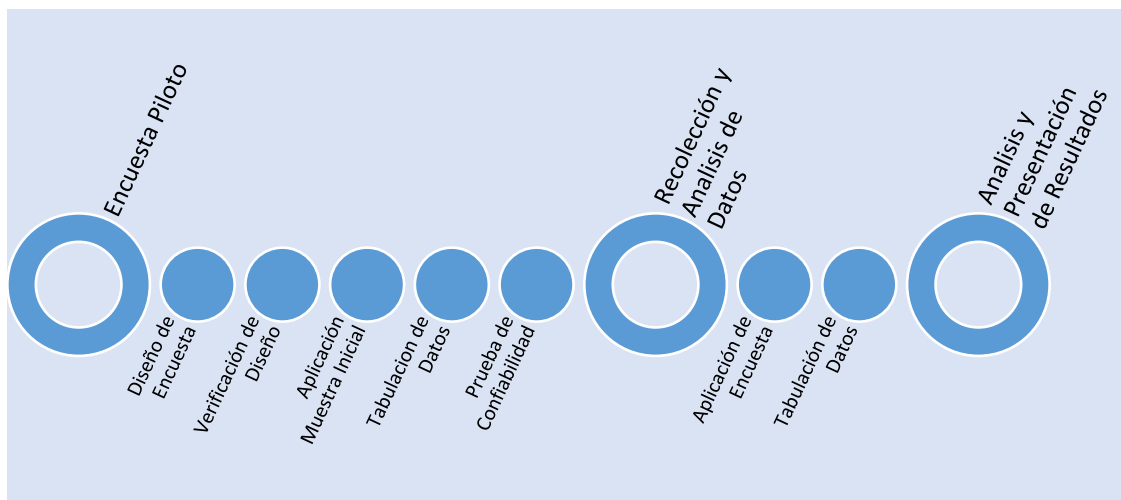 Encuesta Piloto
Diseño de
Encuesta
Verificación de
Diseño
Aplicación
Muestra Inicial
Tabulacion de
Datos
Prueba de
Confiabilidad
Recolección y
Analisis de
Datos
Aplicación de
Encuesta
Tabulación de
Datos
Analisis y
Presentación
de Resultados